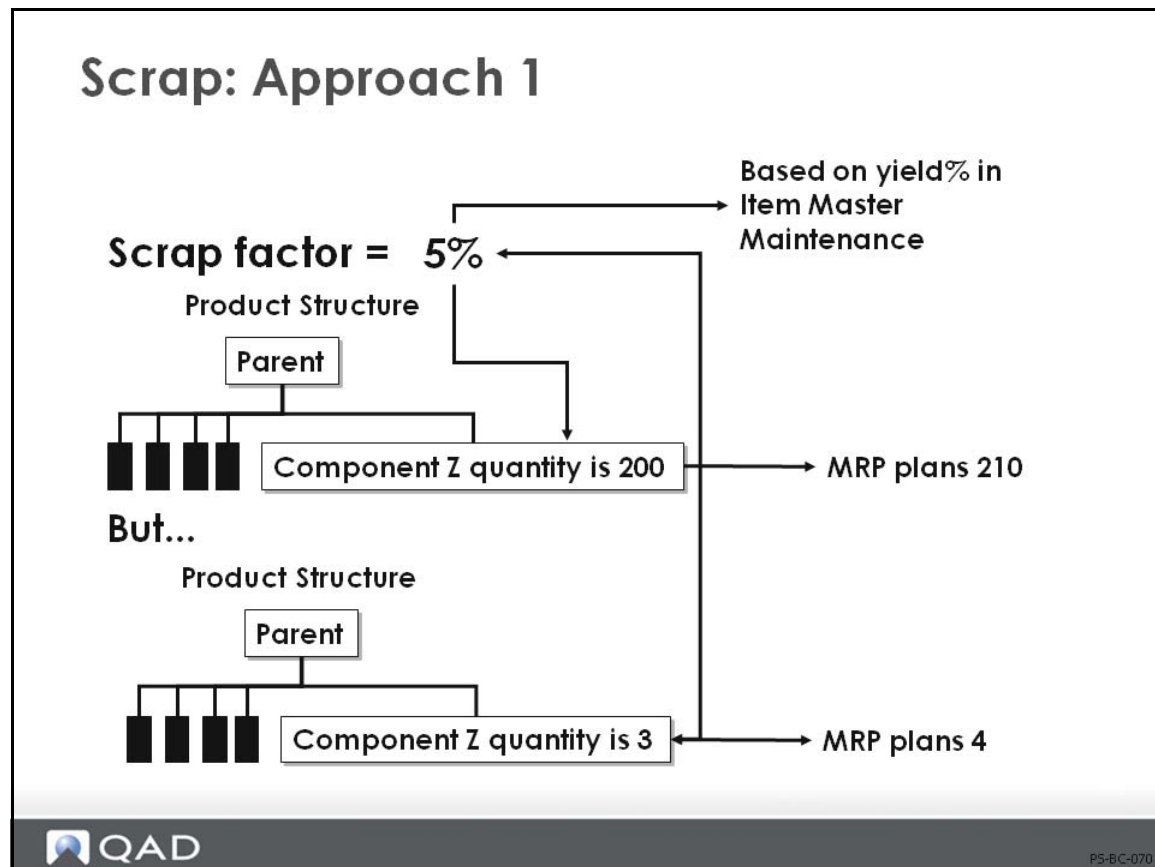 Scrap: Approach 1
Based on yield% in
Item Master
Maintenance
Scrap factor = 5%
Product Structure
Parent
Component Z quantity is 200
MRP plans 210
But...
Product Structure
Parent
Component Z quantity is 3
MRP plans 4
QAD
PS-BC-070